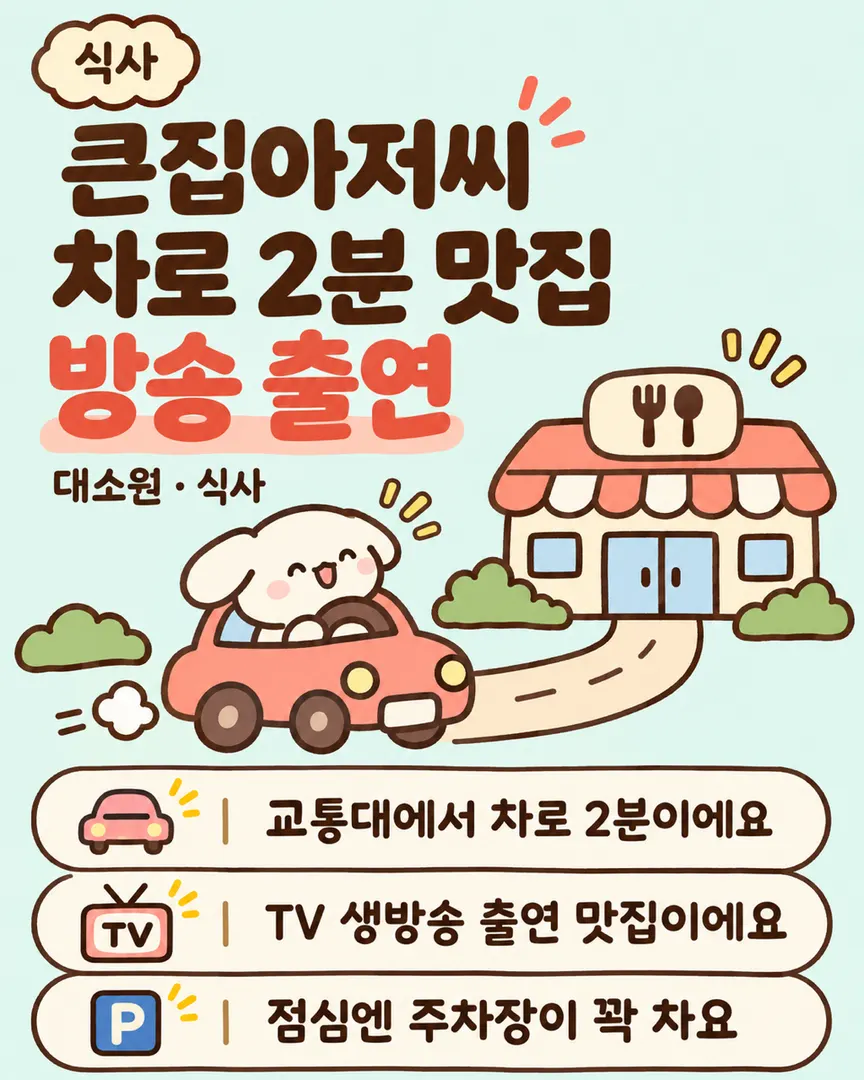 식사
큰집아저씨
차로 2분 맛집
방송 출연
대소원 · 식사
교통대에서 차로 2분이에요
TV
TV 생방송 출연 맛집이에요
P
점심엔 주차장이 꽉 차요